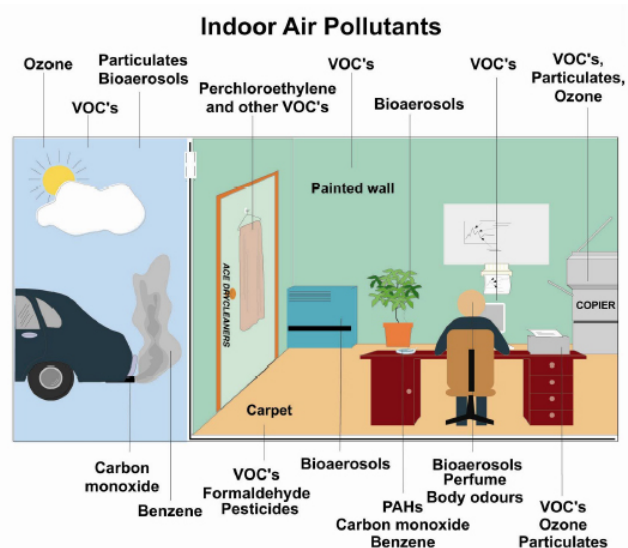 Indoor Air Pollutants
Ozone
Particulates
Bioaerosols
VOC's
Perchloroethylene
and other VOC's
VOC's
Bioaerosols
VOC's
VOC's,
Particulates,
Ozone
Painted wall
ACE DRYCLEANERS
COPIER
Carpet
Carbon
monoxide
Benzene
VOC's
Formaldehyde
Pesticides
Bioaerosols
PAHs
Carbon monoxide
Benzene
Bioaerosols
Perfume
Body odours
VOC's
Ozone
Particulates